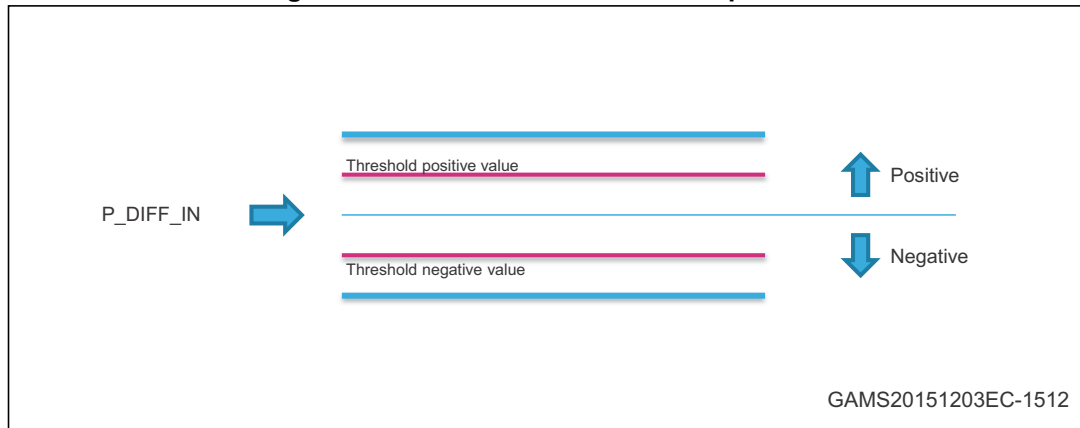 Threshold positive value
Positive
P_DIFF_IN
Negative
Threshold negative value
GAMS20151203EC-1512